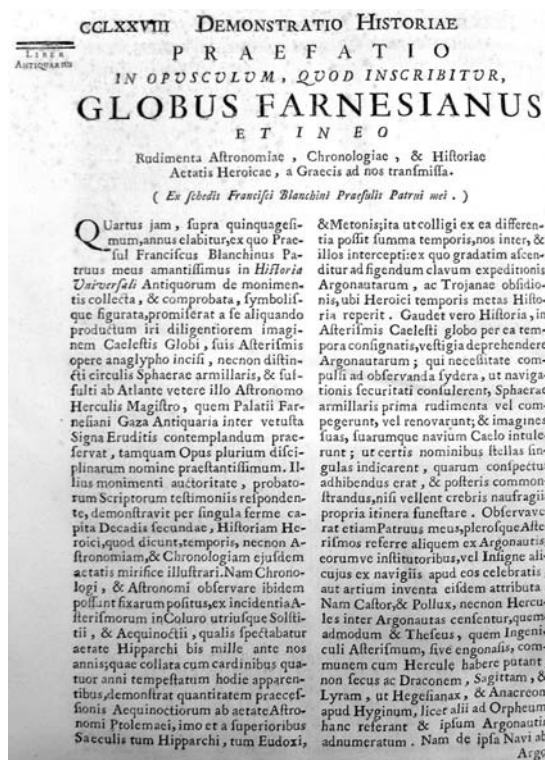 CCLXXVIII DEMONSTRATIO HISTORIAE
LIBER
ANTIQUARIUS
PRAEFATIO
IN OPVSCVLVM, QVOD INSCRIBITVR,
GLOBUS FARNESIANUS
ET IN EO
Rudimenta Astronomiae, Chronologiae, & Historiae
Aetatis Heroicae, a Graecis ad nos transmissa.
( Ex schedis Francisci Blanchini Praesulis Patrui mei. )
QUartus jam, supra quinquagesi-
mum, annus elabitur, ex quo Prae-
sul Franciscus Blanchinus Pa-
truus meus amantissimus in Historia
Universali Antiquorum de monimen-
tis collecta, & comprobata, symbolis-
que figurata, promiserat a se aliquando
productum iri diligentiorem imagi-
nem Caelestis Globi, suis Asterismis
opere anaglypho incisi, necnon distin-
cti circulis Sphaerae armillaris, & suf-
fulti ab Atlante vetere illo Astronomo
Herculis Magistro, quem Palatii Far-
nesiani Gaza Antiquaria inter vetusta
Signa Eruditis contemplandum prae-
servat, tamquam Opus plurium disci-
plinarum nomine praestantissimum. Il-
lius monimenti auctoritate, probato-
rum Scriptorum testimoniis responden-
te, demonstravit per singula ferme ca-
pita Decadis secundae, Historiam He-
roici, quod dicunt, temporis, necnon A-
stronomiam, & Chronologiam ejusdem
aetatis mirifice illustrari. Nam Chrono-
logi, & Astronomi observare ibidem
possunt fixarum positus, ex incidentia A-
sterismorum in Coluro utriusque Solsti-
tii, & Aequinoctii, qualis spectabatur
aetate Hipparchi bis mille ante nos
annis; quae collata cum cardinibus qua-
tuor anni tempestatum hodie apparen-
tibus, demonstrat quantitatem praeces-
sionis Aequinoctiorum ab aetate Astro-
nomi Ptolemaei, imo et a superioribus
Saeculis tum Hipparchi, tum Eudoxi,
& Metonis; ita ut colligi ex ea differen-
tia possit summa temporis, nos inter, &
illos intercepti: ex quo gradatim ascen-
ditur ad figendum clavum expeditionis
Argonautarum, ac Trojanae obsidio-
nis, ubi Heroici temporis metas Histo-
ria reperit. Gaudet vero Historia, in
Asterismis Caelesti globo per ea tem-
pora consignatis, vestigia deprehendere
Argonautarum; qui necessitate com-
pulsi ad observanda sydera, ut naviga-
tionis securitati consulerent, Sphaerae
armillaris prima rudimenta vel com-
pegerunt, vel renovarunt; & imagines
suas, suarumque navium Caelo intule-
runt; ut certis nominibus stellas sin-
gulas indicarent, quarum conspectui
adhibendus erat, & posteris common-
strandus, nisi vellent crebris naufragiis
propria itinera funestare. Observave-
rat etiam Patruus meus, plerosque Aste-
rismos referre aliquem ex Argonautis
eorumve institutoribus, vel Insigne ali-
cujus ex navigiis apud eos celebratis
aut artium inventa eisdem attributa
Nam Castor, & Pollux, necnon Hercu-
les inter Argonautas censentur, quem
admodum & Theseus, quem Ingeni-
culi Asterismum, sive engonasis, com-
munem cum Hercule habere putant
non secus ac Draconem, Sagittam, &
Lyram, ut Hegesianax, & Anacreon
apud Hyginum, licet alii ad Orpheum
hanc referant & ipsum Argonautis
adnumeratum. Nam de ipsa Navi ab
Argo